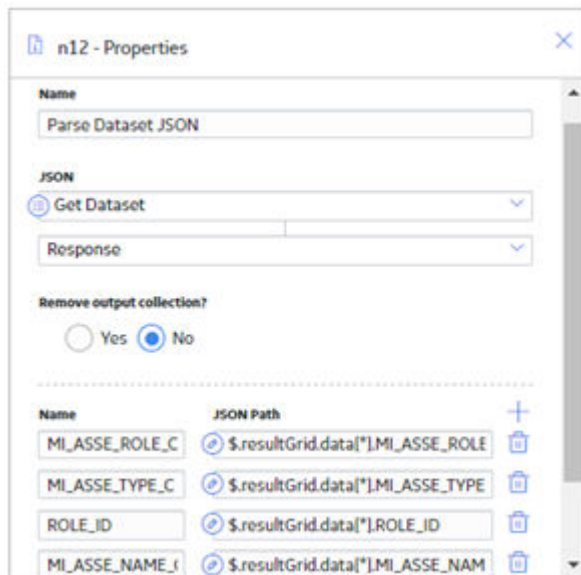 n12 - Properties
Name
Parse Dataset JSON
JSON
Get Dataset
Response
Remove output collection?
Yes No
Name JSON Path
MI_ASSE_ROLE_C $.resultGrid.data[*].MI_ASSE_ROLE
MI_ASSE_TYPE_C $.resultGrid.data[*].MI_ASSE_TYPE
ROLE_ID $.resultGrid.data[*].ROLE_ID
MI_ASSE_NAME_( $.resultGrid.data[*].MI_ASSE_NAM